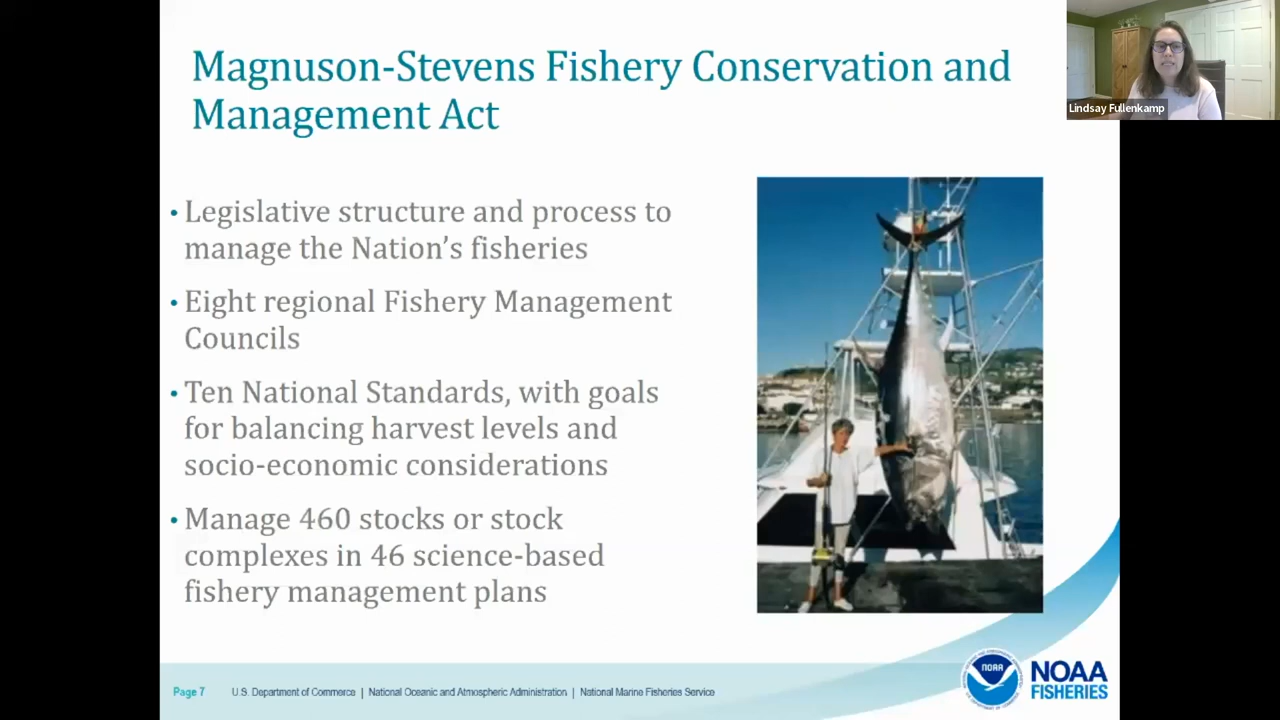 Magnuson-Stevens Fishery Conservation and
Management Act
Lindsay Fullenkamp
• Legislative structure and process to
manage the Nation's fisheries
• Eight regional Fishery Management
Councils
• Ten National Standards, with goals
for balancing harvest levels and
socio-economic considerations
• Manage 460 stocks or stock
complexes in 46 science-based
fishery management plans
Page 7 U.S. Department of Commerce | National Oceanic and Atmospheric Administration | National Marine Fisheries Service
NOAA
NOAA
FISHERIES